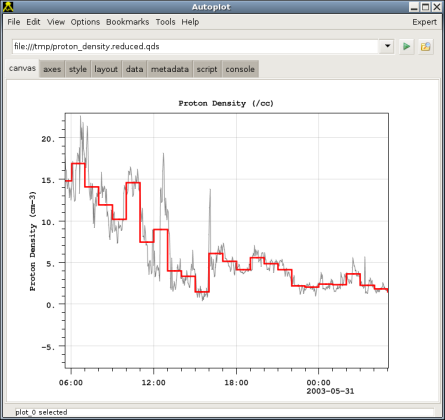 Autoplot
File Edit View Options Bookmarks Tools Help Expert
file:///tmp/proton_density.reduced.qds
canvas axes style layout data metadata script console
Proton Density (/cc)
20.
15.
10.
5.
0.
−5.
Proton Density (cm−3)
06:00 12:00 18:00 00:00
2003−05−31
plot_0 selected